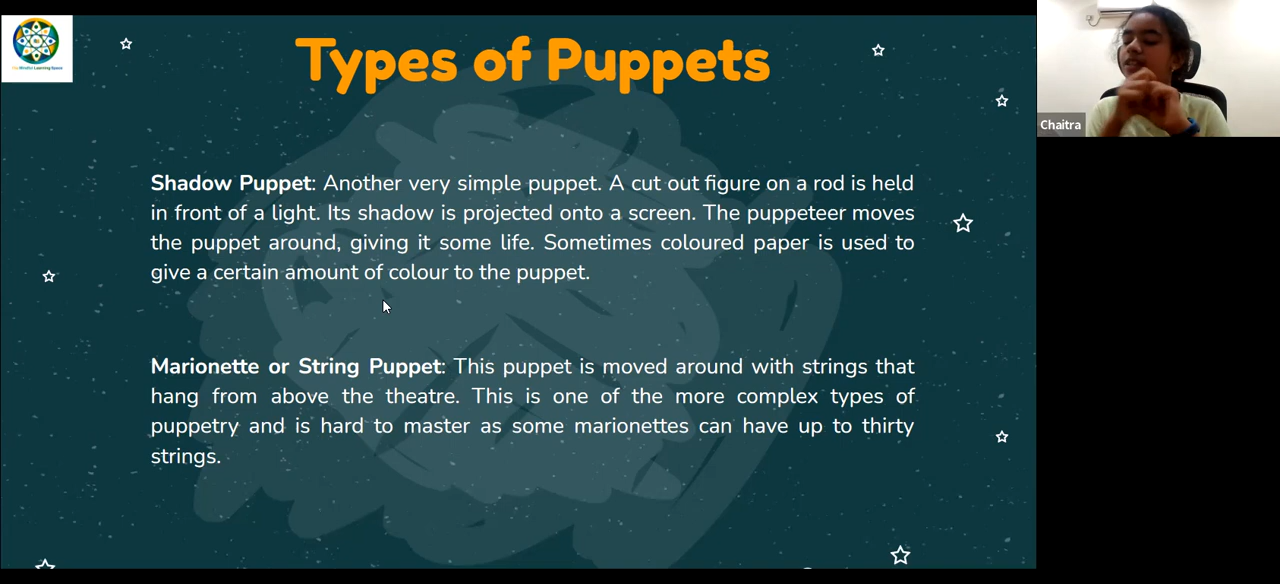 Types of Puppets
The Mindful Learning Space
Chaitra
Shadow Puppet: Another very simple puppet. A cut out figure on a rod is held
in front of a light. Its shadow is projected onto a screen. The puppeteer moves
the puppet around, giving it some life. Sometimes coloured paper is used to
give a certain amount of colour to the puppet.
Marionette or String Puppet: This puppet is moved around with strings that
hang from above the theatre. This is one of the more complex types of
puppetry and is hard to master as some marionettes can have up to thirty
strings.